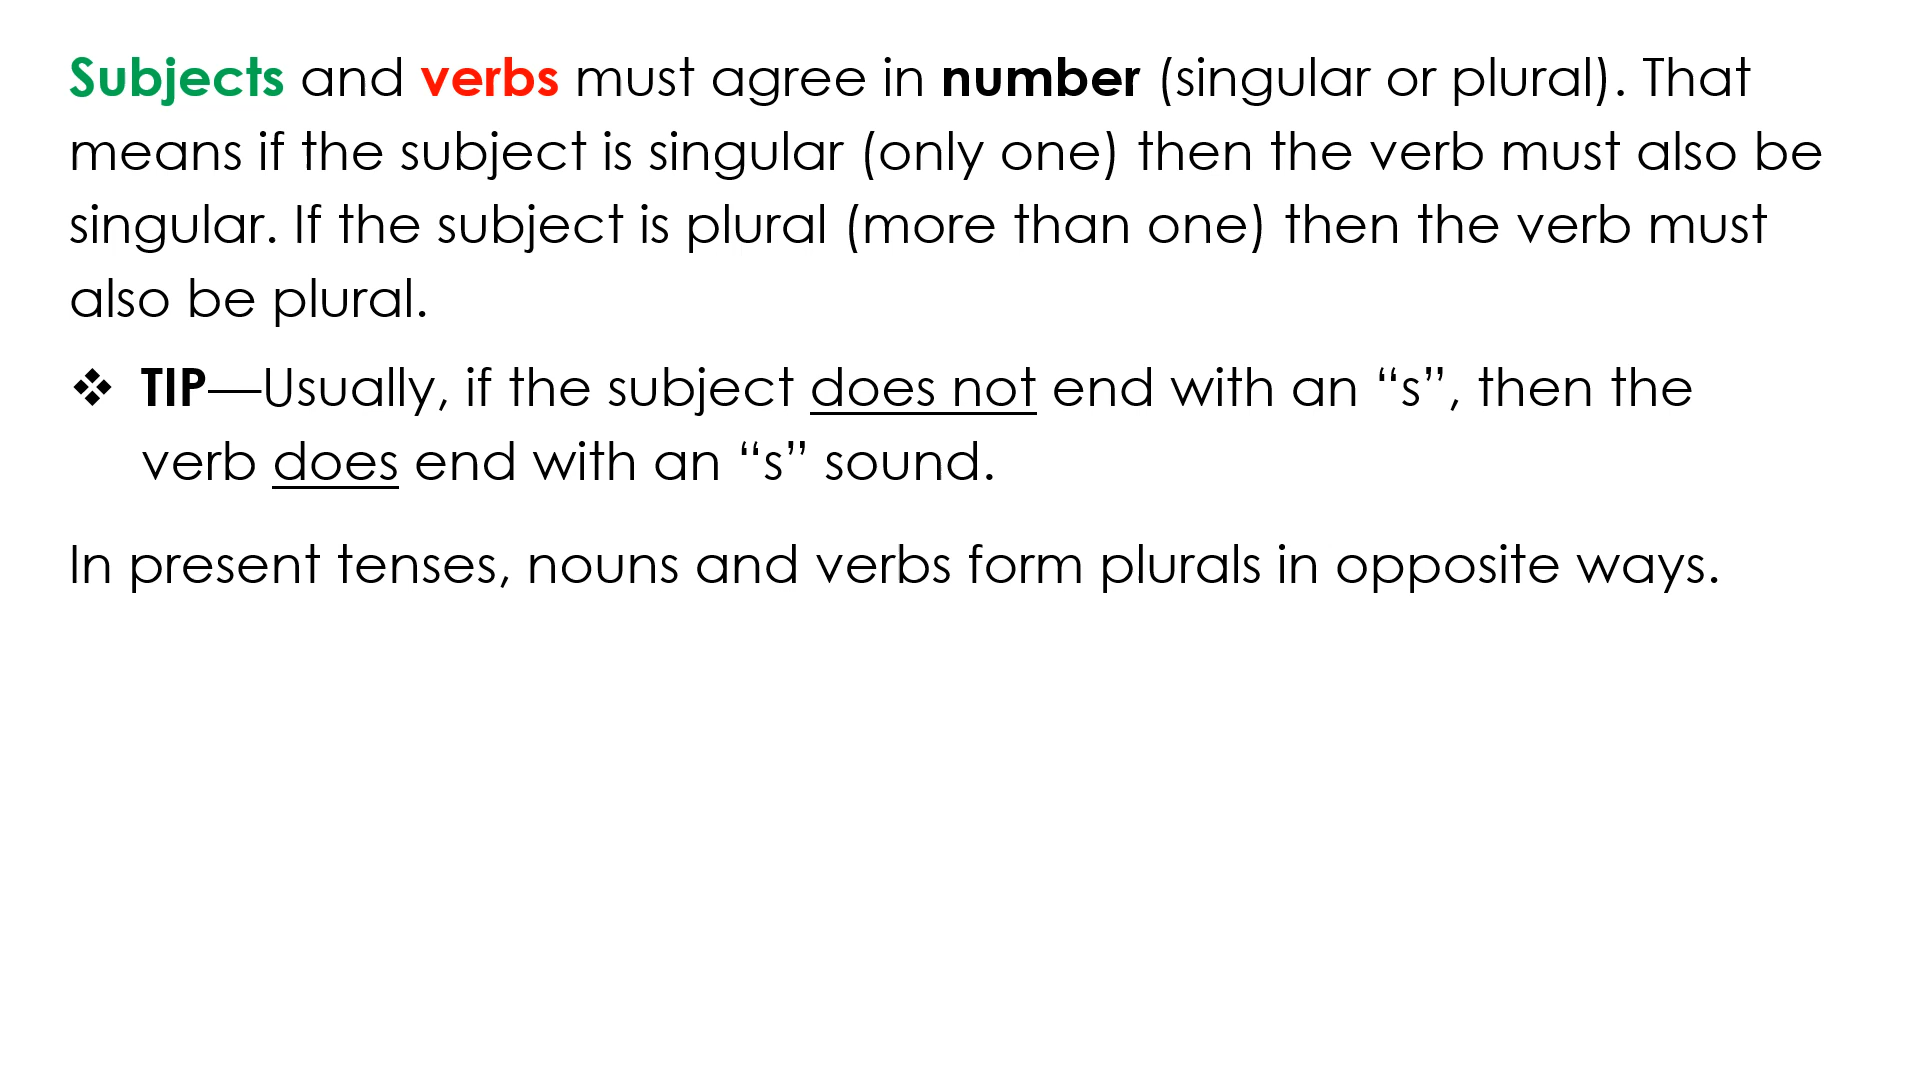 Subjects and verbs must agree in number (singular or plural). That
means if the subject is singular (only one) then the verb must also be
singular. If the subject is plural (more than one) then the verb must
also be plural.
❖ TIP—Usually, if the subject does not end with an “s”, then the
verb does end with an “s” sound.
In present tenses, nouns and verbs form plurals in opposite ways.